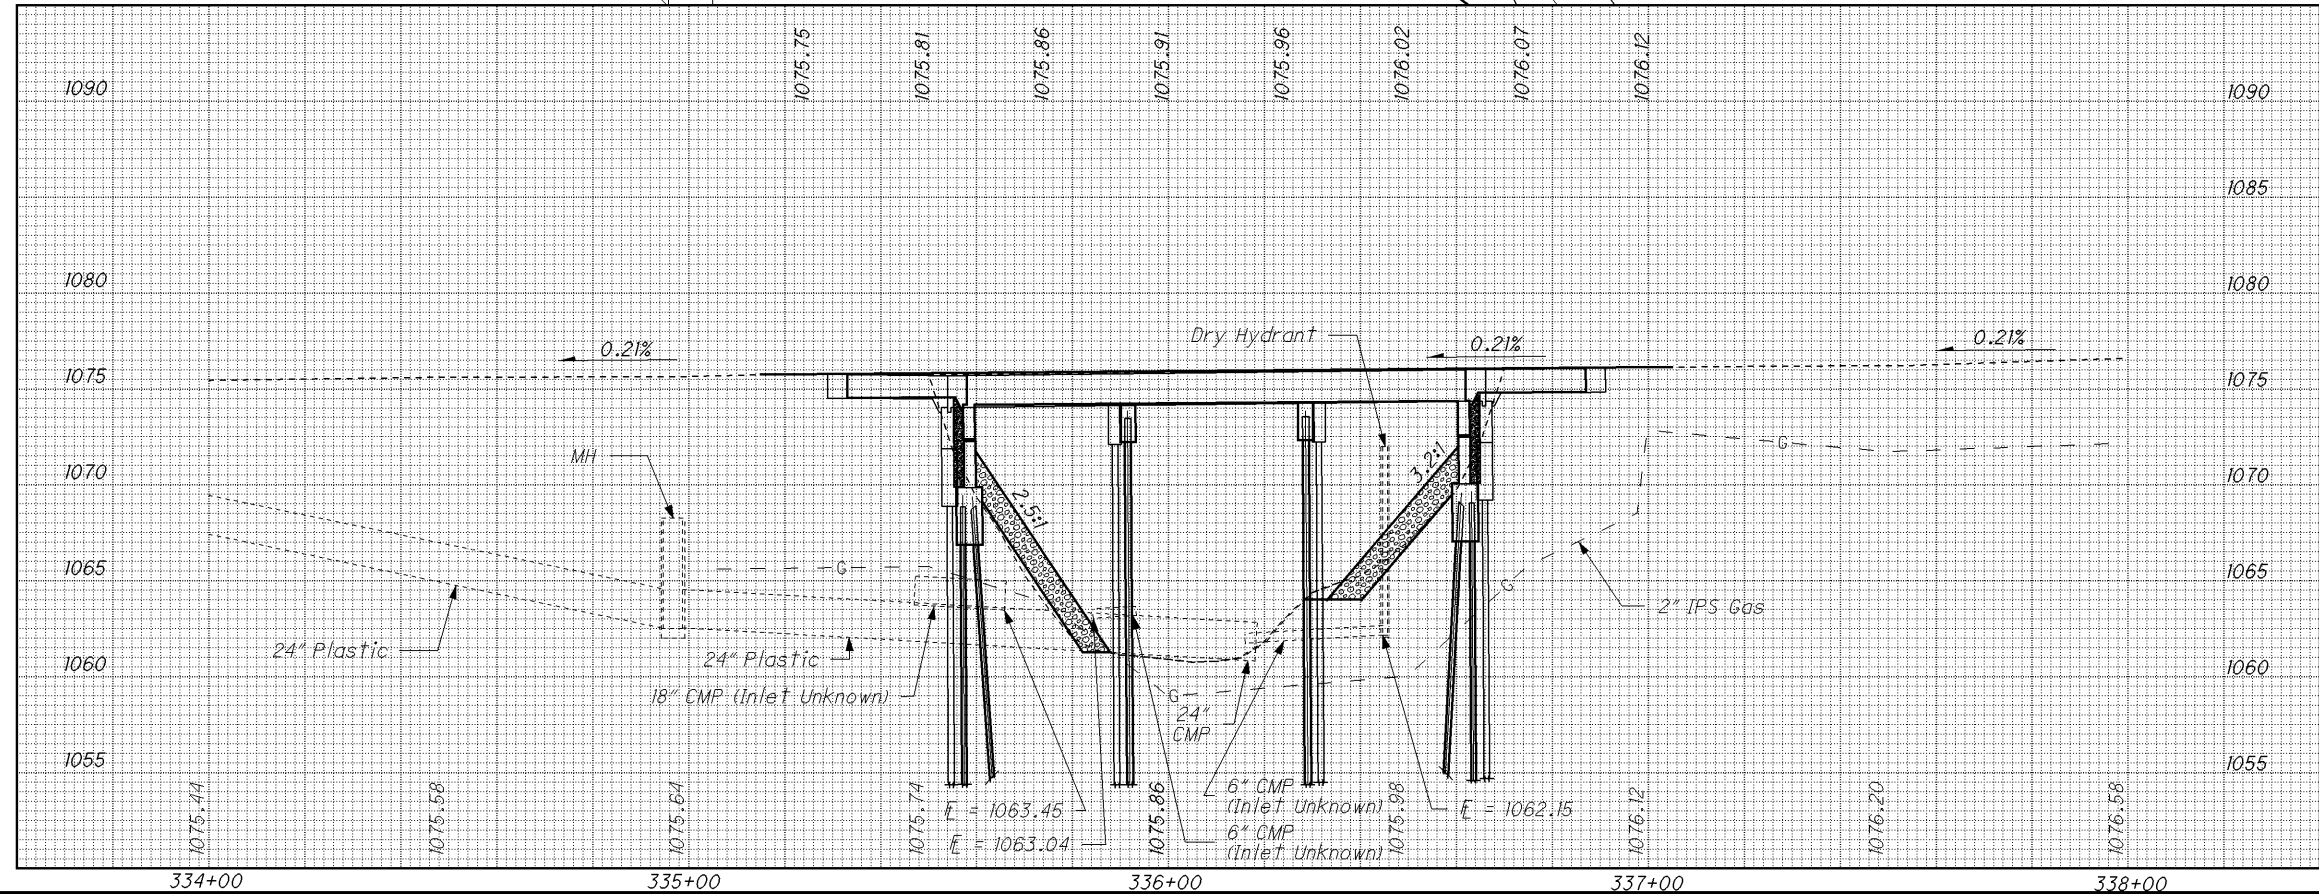 1075.75 1075.81 1075.86 1075.91 1075.96 1076.02 1076.07 1076.12
1090 1090
1085
1080 1080
Dry Hydrant
0.21% 0.21% 0.21%
1075 1075
G
MH
3.2:1
1070 1070
2.5:1
1065 G G 1065
2" IPS Gas
24" Plastic
24" Plastic
1060 1060
18" CMP (Inlet Unknown)
G
24"
CMP
1055 1055
6" CMP
(Inlet Unknown)
FL = 1063.45
FL = 1062.15
6" CMP
(Inlet Unknown)
FL = 1063.04
1075.44 1075.58 1075.64 1075.74 1075.86 1075.98 1076.12 1076.20 1076.58
334+00 335+00 336+00 337+00 338+00